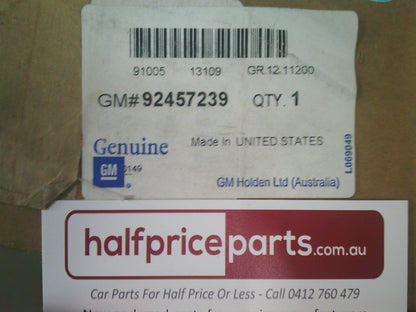 91005 13109 GR.12.11200
GM# 92457239 QTY. 1
Genuine
Made in UNITED STATES
GM
0149
GM Holden Ltd (Australia)
L069049
halfpriceparts.com.au
Car Parts For Half Price Or Less - Call 0412 760 479